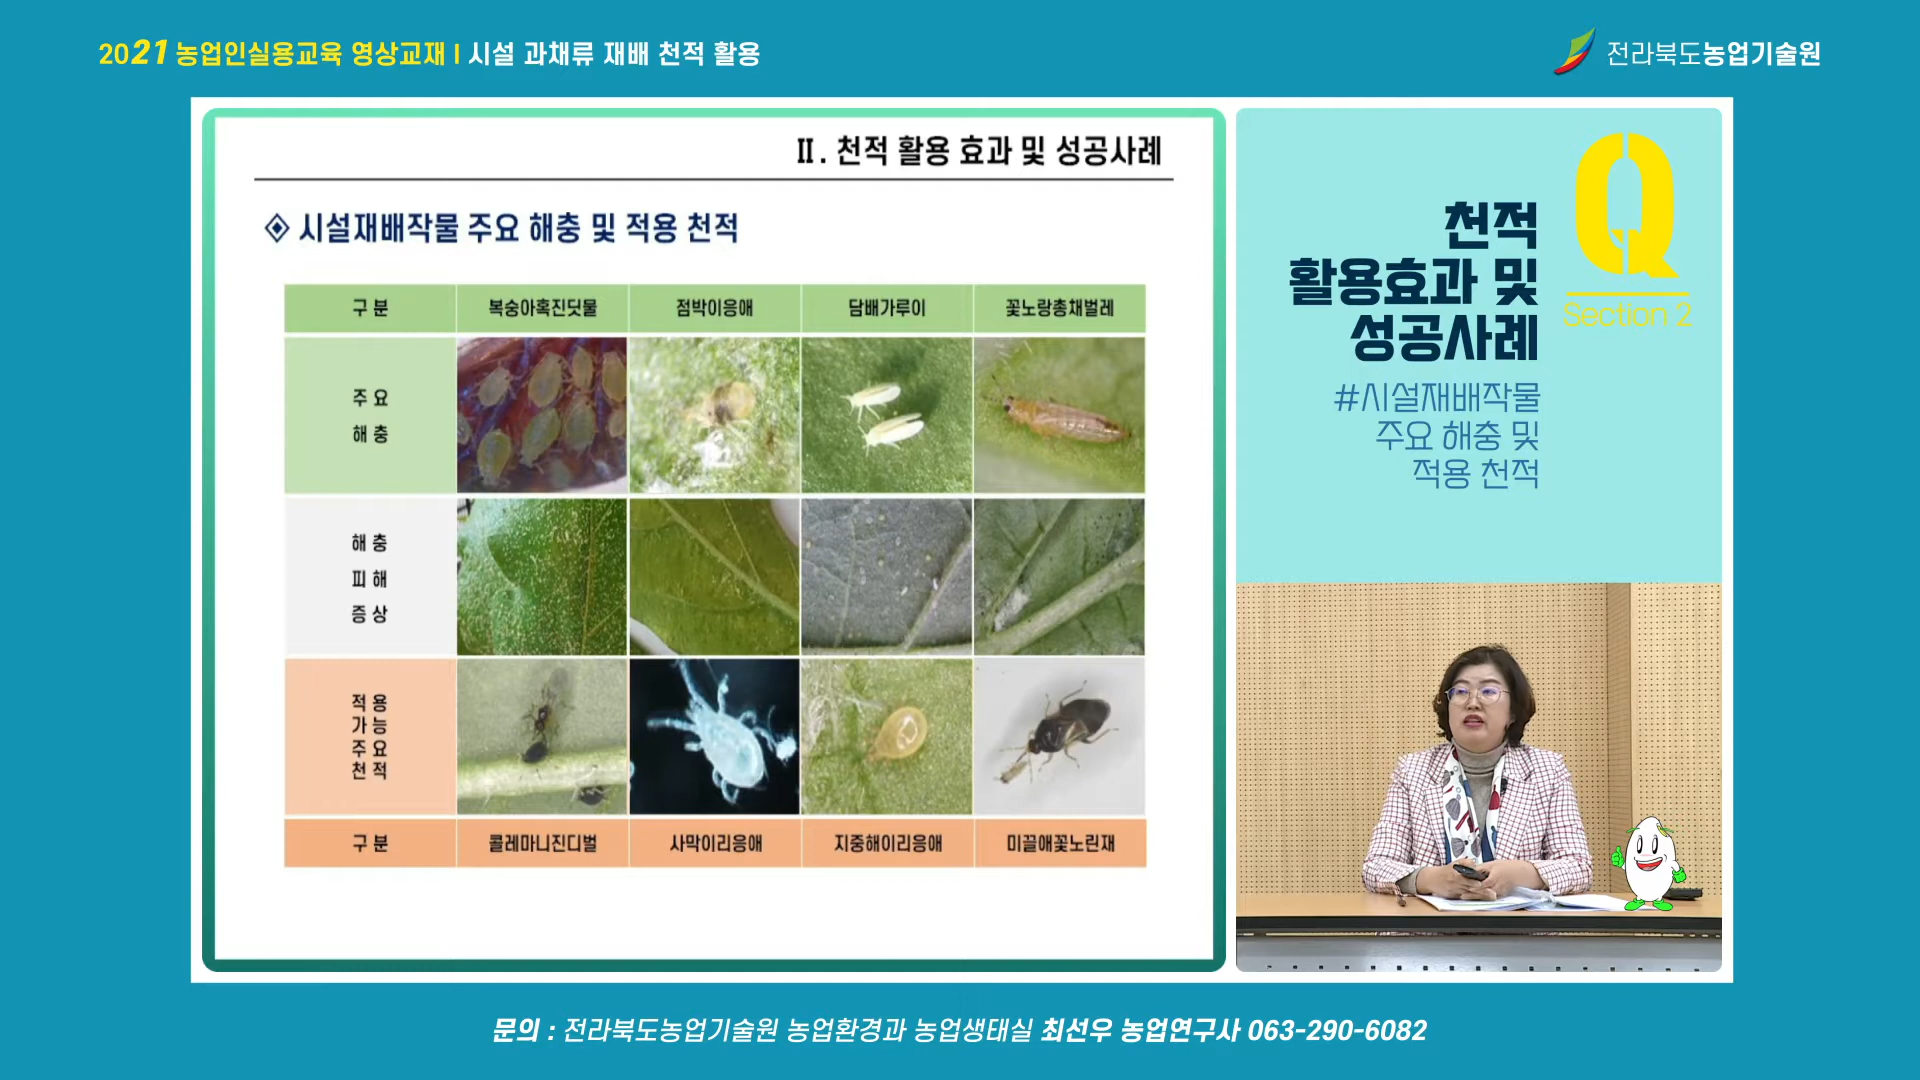 2021 농업인실용교육 영상교재 I 시설 과채류 재배 천적 활용
전라북도농업기술원
Ⅱ. 천적 활용 효과 및 성공사례
시설재배작물 주요 해충 및 적용 천적
구 분 복숭아혹진딧물 점박이응애 담배가루이 꽃노랑총채벌레
주 요
해 충
해 충
피 해
증 상
적 용
가 능
주 요
천 적
구 분 콜레마니진디벌 사막이리응애 지중해이리응애 미끌애꽃노린재
천적
활용효과 및
성공사례
Q
Section 2
#시설재배작물
주요 해충 및
적용 천적
문의 : 전라북도농업기술원 농업환경과 농업생태실 최선우 농업연구사 063-290-6082